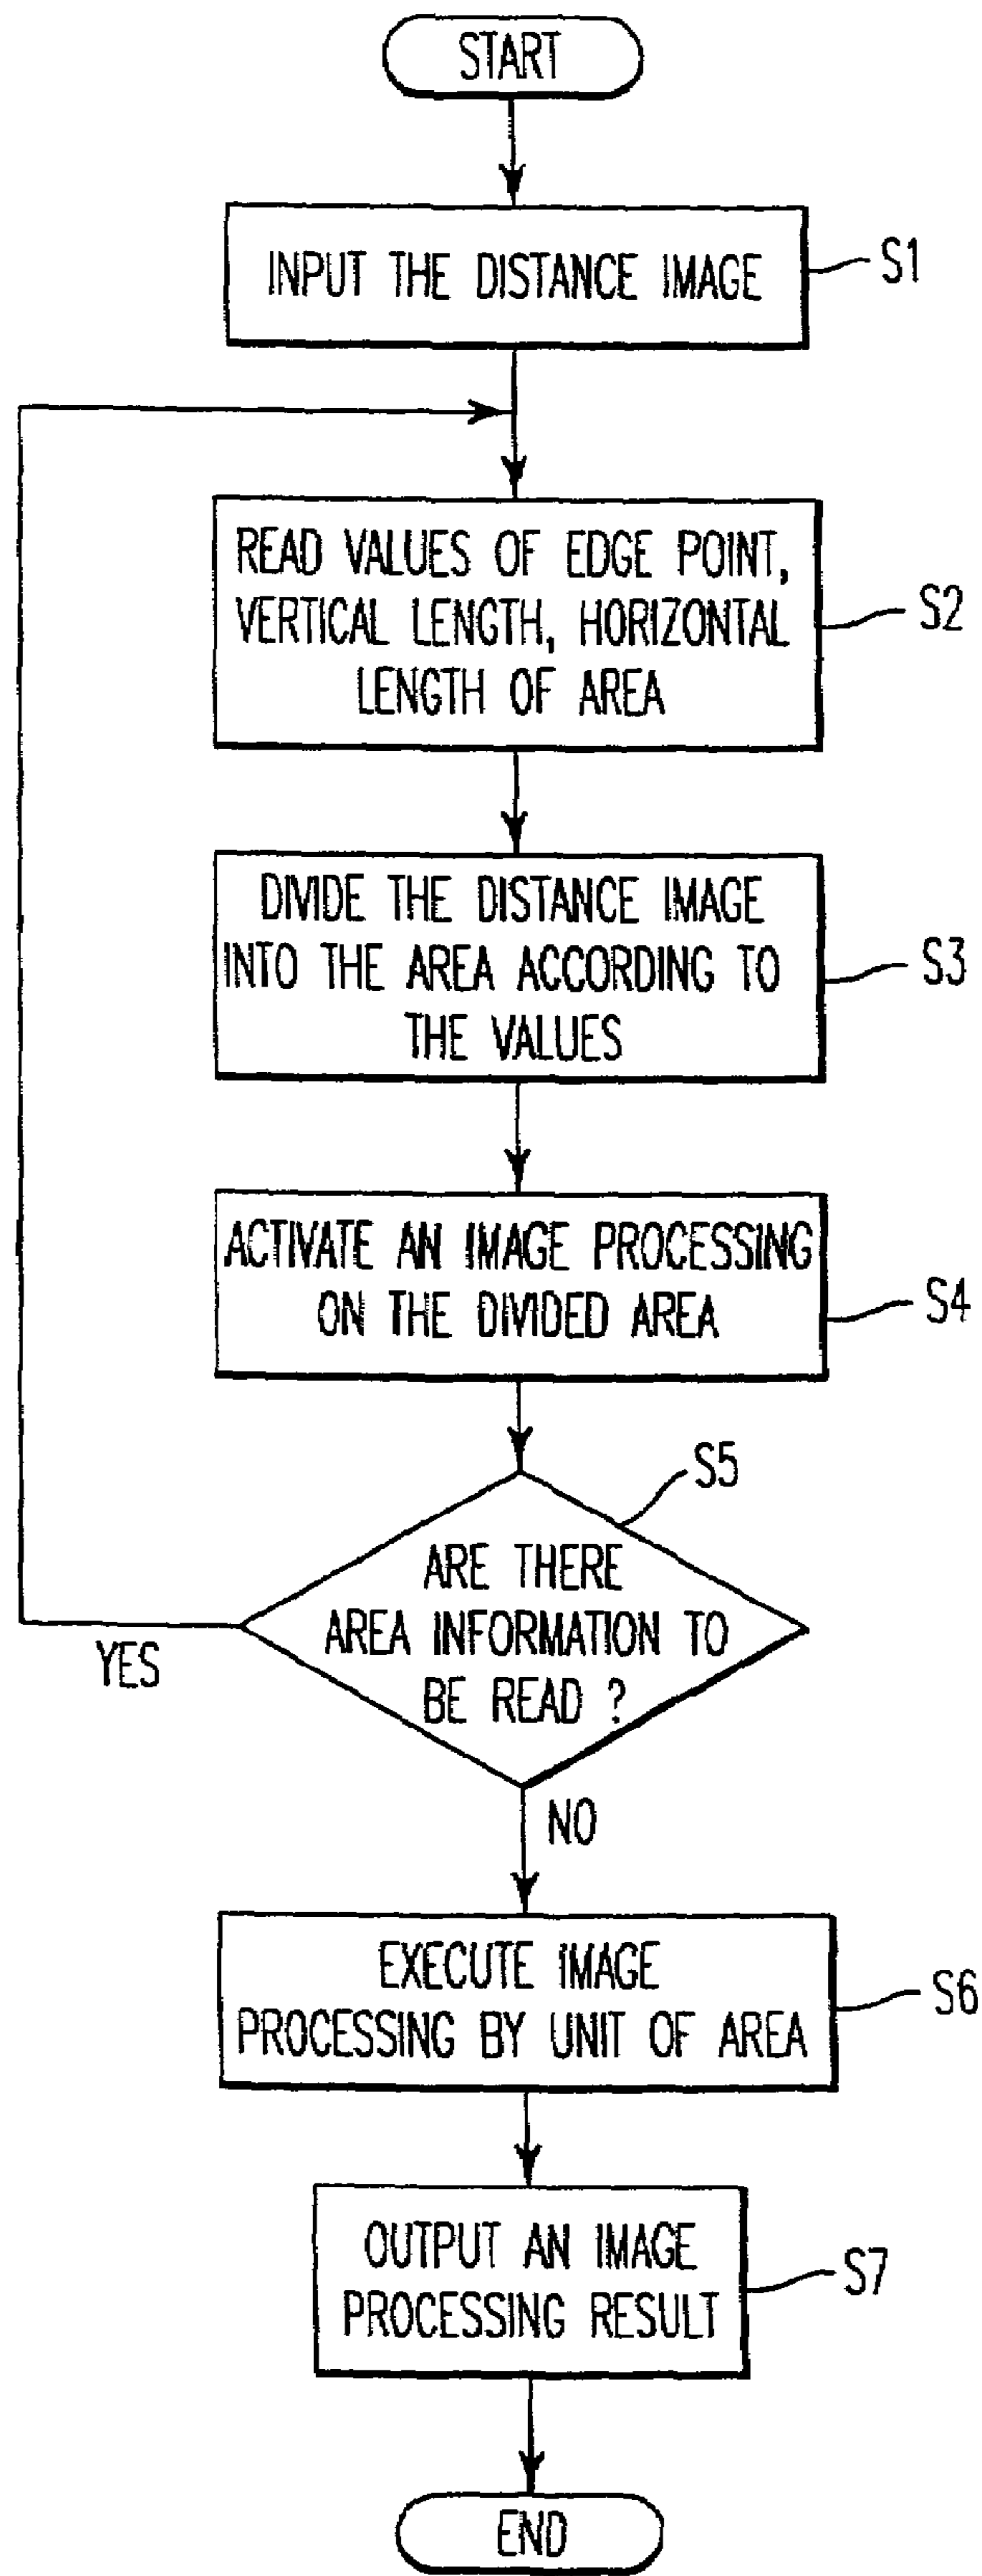 START
INPUT THE DISTANCE IMAGE
S1
READ VALUES OF EDGE POINT,
VERTICAL LENGTH, HORIZONTAL
LENGTH OF AREA
S2
DIVIDE THE DISTANCE IMAGE
INTO THE AREA ACCORDING TO
THE VALUES
S3
ACTIVATE AN IMAGE PROCESSING
ON THE DIVIDED AREA
S4
S5
ARE THERE
AREA INFORMATION TO
BE READ ?
YES
NO
EXECUTE IMAGE
PROCESSING BY UNIT OF AREA
S6
OUTPUT AN IMAGE
PROCESSING RESULT
S7
END